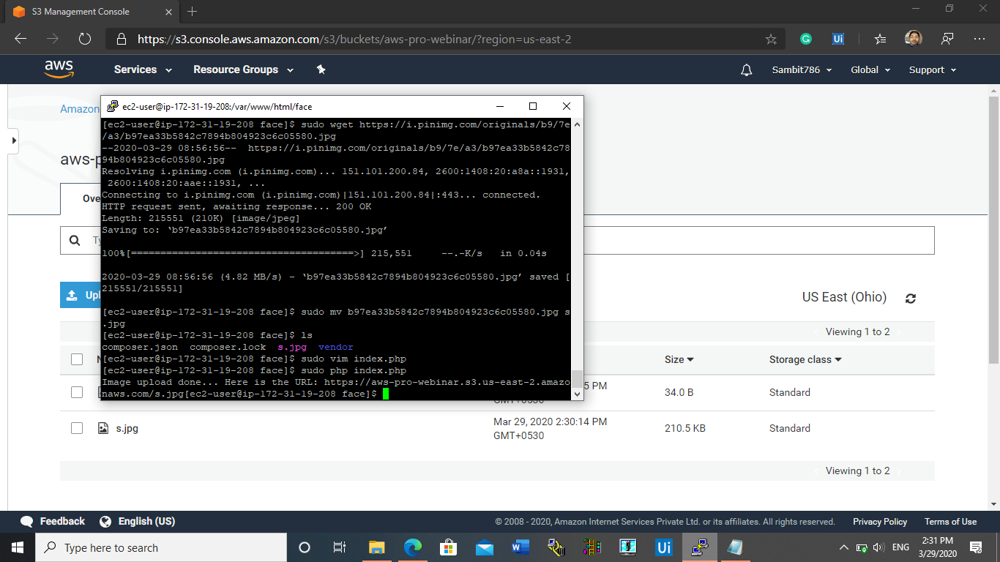 S3 Management Console
https://s3.console.aws.amazon.com/s3/buckets/aws-pro-webinar/?region=us-east-2
Ui
aws
Services
Resource Groups
Sambit786
Global
Support
Amazon
aws-p
Ove
Ty
Upl
ec2-user@ip-172-31-19-208:/var/www/html/face
[ec2-user@ip-172-31-19-208 face]$ sudo wget https://i.pinimg.com/originals/b9/7e
/a3/b97ea33b5842c7894b804923c6c05580.jpg
--2020-03-29 08:56:56--  https://i.pinimg.com/originals/b9/7e/a3/b97ea33b5842c78
94b804923c6c05580.jpg
Resolving i.pinimg.com (i.pinimg.com)... 151.101.200.84, 2600:1408:20:a8a::1931,
2600:1408:20:aae::1931, ...
Connecting to i.pinimg.com (i.pinimg.com)|151.101.200.84|:443... connected.
HTTP request sent, awaiting response... 200 OK
Length: 215551 (210K) [image/jpeg]
Saving to: ‘b97ea33b5842c7894b804923c6c05580.jpg’
100%[======================================>] 215,551     --.-K/s   in 0.04s
2020-03-29 08:56:56 (4.82 MB/s) - ‘b97ea33b5842c7894b804923c6c05580.jpg’ saved [
215551/215551]
[ec2-user@ip-172-31-19-208 face]$ sudo mv b97ea33b5842c7894b804923c6c05580.jpg s
.jpg
[ec2-user@ip-172-31-19-208 face]$ ls
composer.json  composer.lock  s.jpg  vendor
[ec2-user@ip-172-31-19-208 face]$ sudo vim index.php
[ec2-user@ip-172-31-19-208 face]$ sudo php index.php
Image upload done... Here is the URL: https://aws-pro-webinar.s3.us-east-2.amazo
naws.com/s.jpg[ec2-user@ip-172-31-19-208 face]$
US East (Ohio)
Viewing 1 to 2
Size
Storage class
5 PM
GMT+0530
34.0 B
Standard
s.jpg
Mar 29, 2020 2:30:14 PM
GMT+0530
210.5 KB
Standard
Viewing 1 to 2
Feedback
English (US)
© 2008 - 2020, Amazon Internet Services Private Ltd. or its affiliates. All rights reserved.
Privacy Policy
Terms of Use
Type here to search
Ui
ENG
2:31 PM
3/29/2020